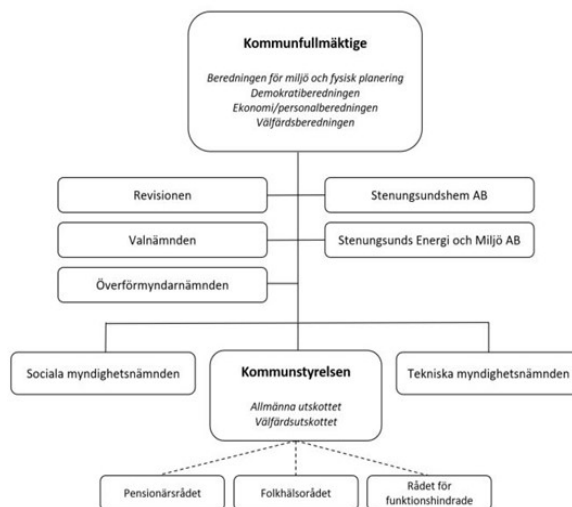 Kommunfullmäktige
Beredningen för miljö och fysisk planering
Demokratiberedningen
Ekonomi/personalberedningen
Välfärdsberedningen
Revisionen
Stenungsundshem AB
Valnämnden
Stenungsunds Energi och Miljö AB
Överförmyndarnämnden
Sociala myndighetsnämnden
Kommunstyrelsen
Allmänna utskottet
Välfärdsutskottet
Tekniska myndighetsnämnden
Pensionärsrådet
Folkhälsorådet
Rådet för
funktionshindrade